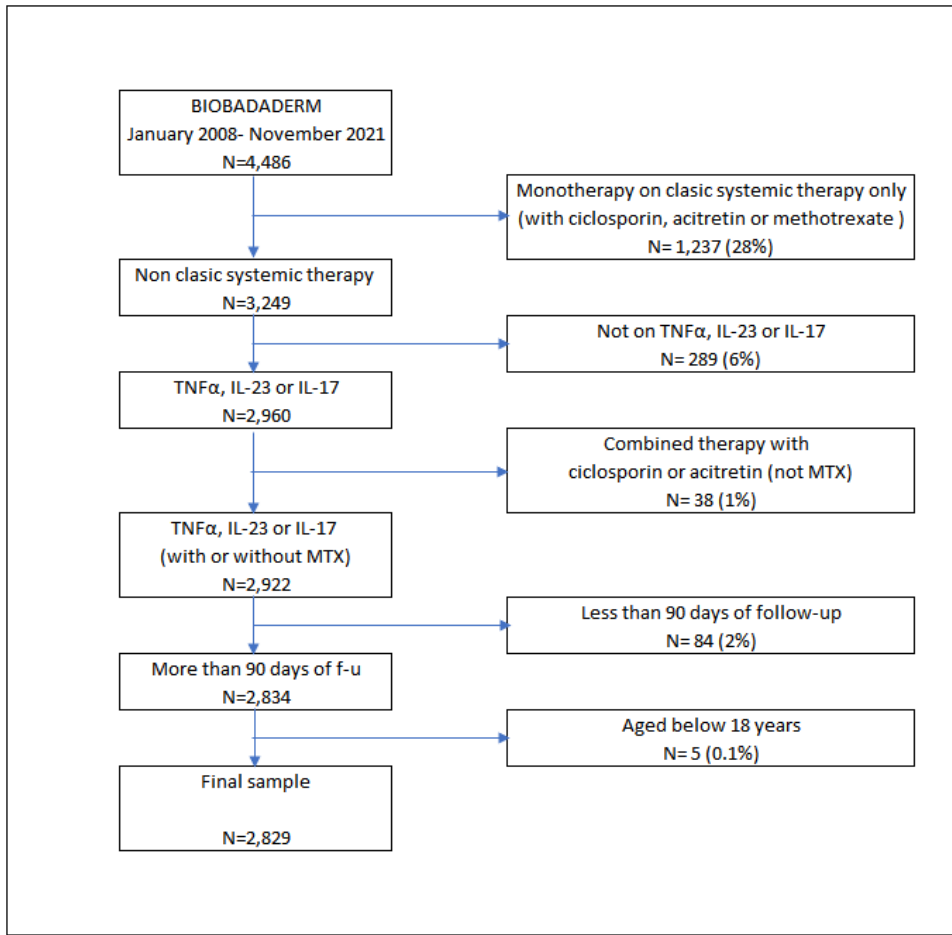 BIOBADADERM
January 2008- November 2021
N=4,486
Monotherapy on clasic systemic therapy only
(with ciclosporin, acitretin or methotrexate )
N= 1,237 (28%)
Non clasic systemic therapy
N=3,249
Not on TNFα, IL-23 or IL-17
N= 289 (6%)
TNFα, IL-23 or IL-17
N=2,960
Combined therapy with
ciclosporin or acitretin (not MTX)
N= 38 (1%)
TNFα, IL-23 or IL-17
(with or without MTX)
N=2,922
Less than 90 days of follow-up
N= 84 (2%)
More than 90 days of f-u
N=2,834
Aged below 18 years
N= 5 (0.1%)
Final sample
N=2,829